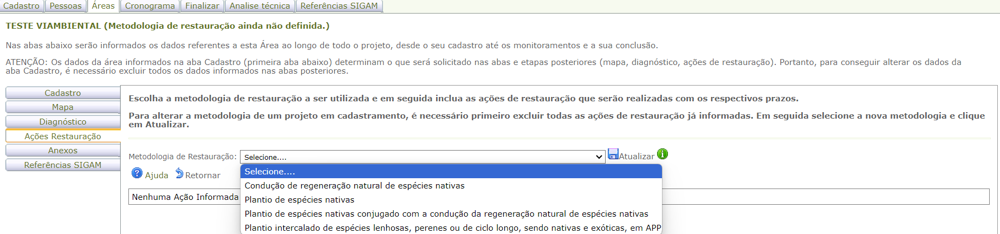 Cadastro Pessoas Áreas Cronograma Finalizar Analise técnica Referências SIGAM
TESTE VIAMBIENTAL (Metodologia de restauração ainda não definida.)
Nas abas abaixo serão informados os dados referentes a esta Área ao longo de todo o projeto, desde o seu cadastro até os monitoramentos e a sua conclusão.
ATENÇÃO: Os dados da área informados na aba Cadastro (primeira aba abaixo) determinam o que será solicitado nas abas e etapas posteriores (mapa, diagnóstico, ações de restauração). Portanto, para conseguir alterar os dados da
aba Cadastro, é necessário excluir todos os dados informados nas abas posteriores.
Cadastro
Mapa
Diagnóstico
Ações Restauração
Anexos
Referências SIGAM
Escolha a metodologia de restauração a ser utilizada e em seguida inclua as ações de restauração que serão realizadas com os respectivos prazos.
Para alterar a metodologia de um projeto em cadastramento, é necessário primeiro excluir todas as ações de restauração já informadas. Em seguida selecione a nova metodologia e clique
em Atualizar.
Metodologia de Restauração: Selecione.... Atualizar
Ajuda Retornar
Nenhuma Ação Informada
Selecione....
Condução de regeneração natural de espécies nativas
Plantio de espécies nativas
Plantio de espécies nativas conjugado com a condução da regeneração natural de espécies nativas
Plantio intercalado de espécies lenhosas, perenes ou de ciclo longo, sendo nativas e exóticas, em APP